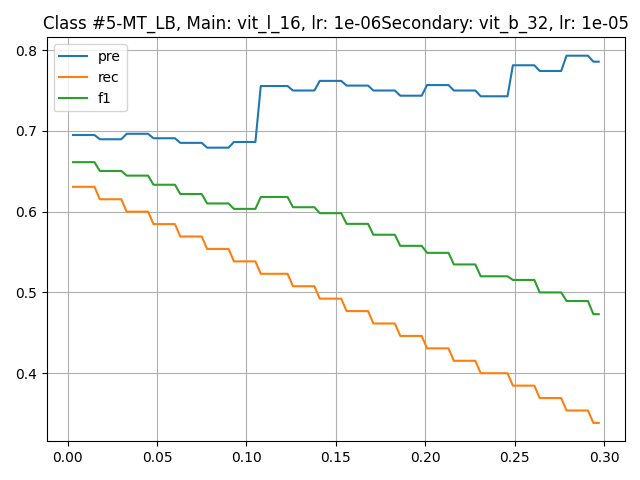 Class #5-MT_LB, Main: vit_l_16, lr: 1e-06Secondary: vit_b_32, lr: 1e-05
pre
rec
f1
0.8
0.7
0.6
0.5
0.4
0.00 0.05 0.10 0.15 0.20 0.25 0.30